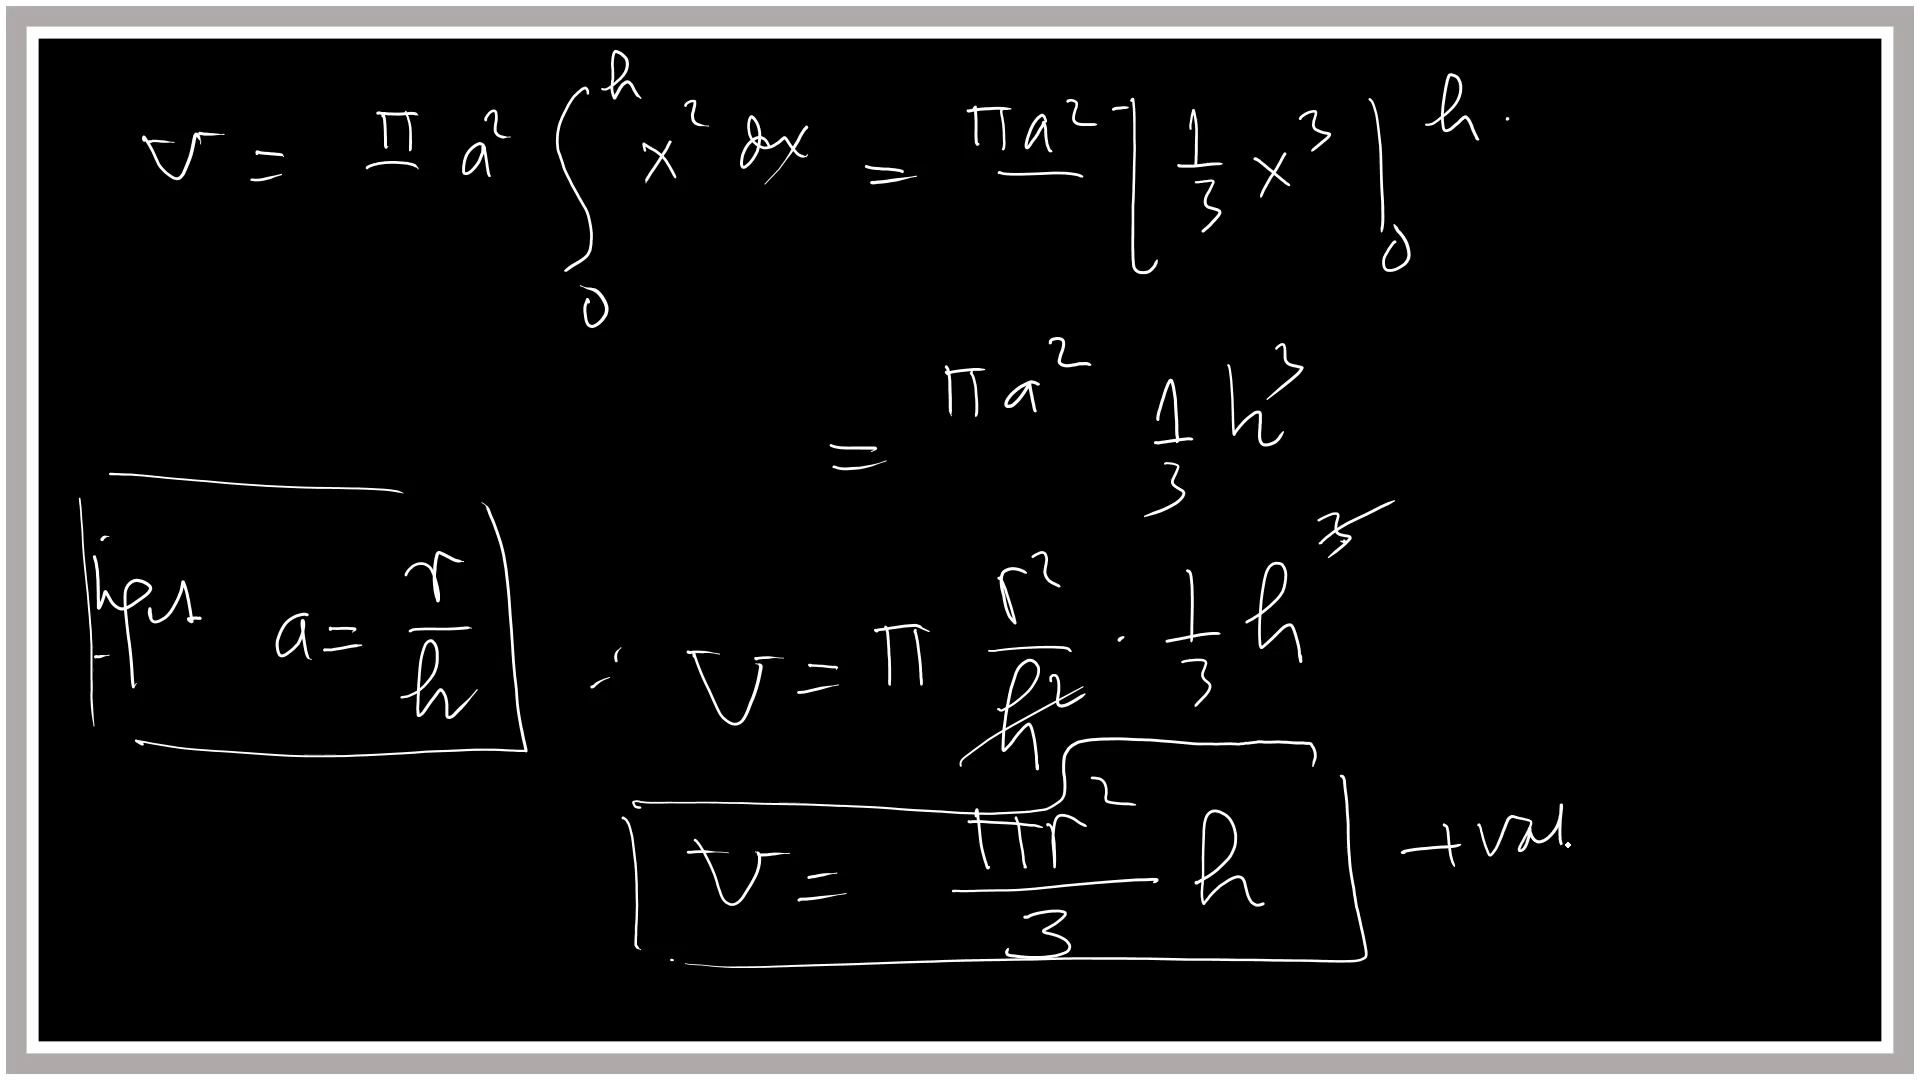 V = π a² ∫₀ʰ x² dx = πa² [⅓ x³]₀ʰ
= πa² ⅓ h³
a = r/h ∴ V = π r²/h² · ⅓ h³
V = πr²/3 h